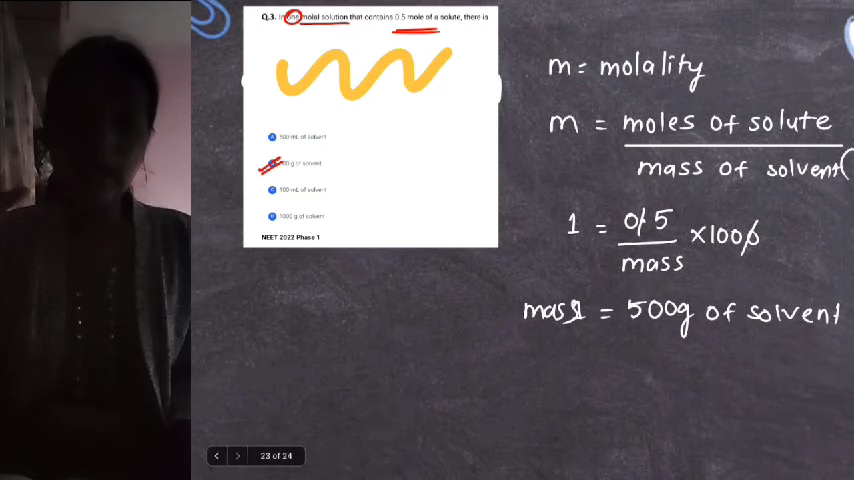 Q.3. In one molal solution that contains 0.5 mole of a solute, there is
A 500 mL of solvent
500 g of solvent
C 100 mL of solvent
D 1000 g of solvent
NEET 2022 Phase 1
m = molality
m = moles of solute
mass of solvent(
1 = 0.5 × 1000
mass
mass = 500g of solvent
23 of 24